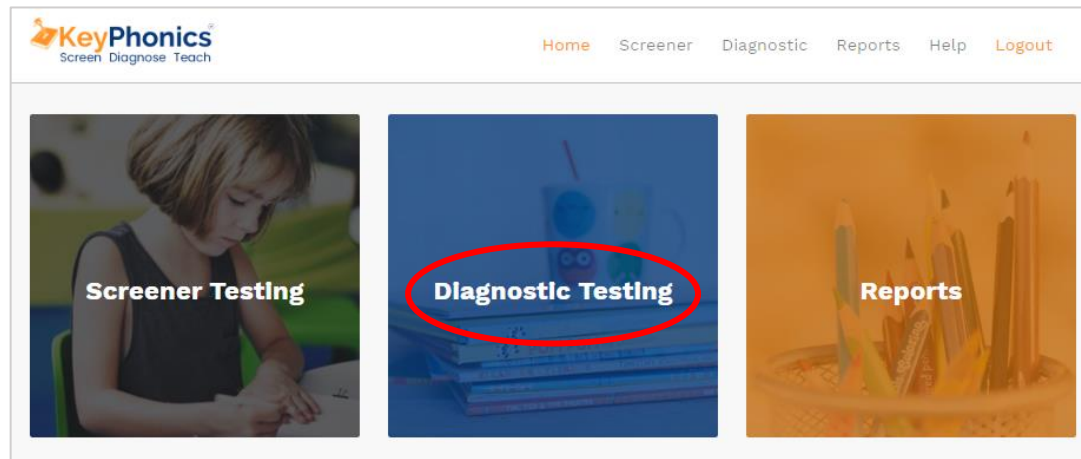 KeyPhonics®
Screen Diagnose Teach
Home Screener Diagnostic Reports Help Logout
Screener Testing
Diagnostic Testing
Reports